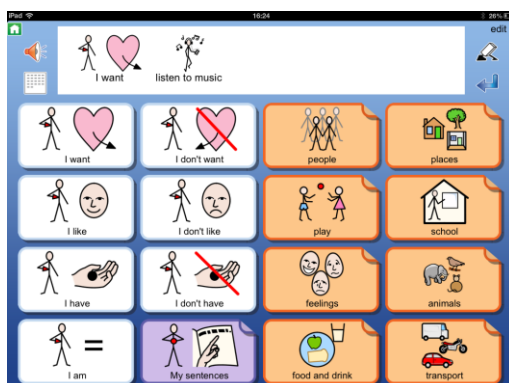 iPad 16:24 26%
edit
I want listen to music
I want I don't want people places
I like I don't like play school
I have I don't have feelings animals
I am My sentences food and drink transport